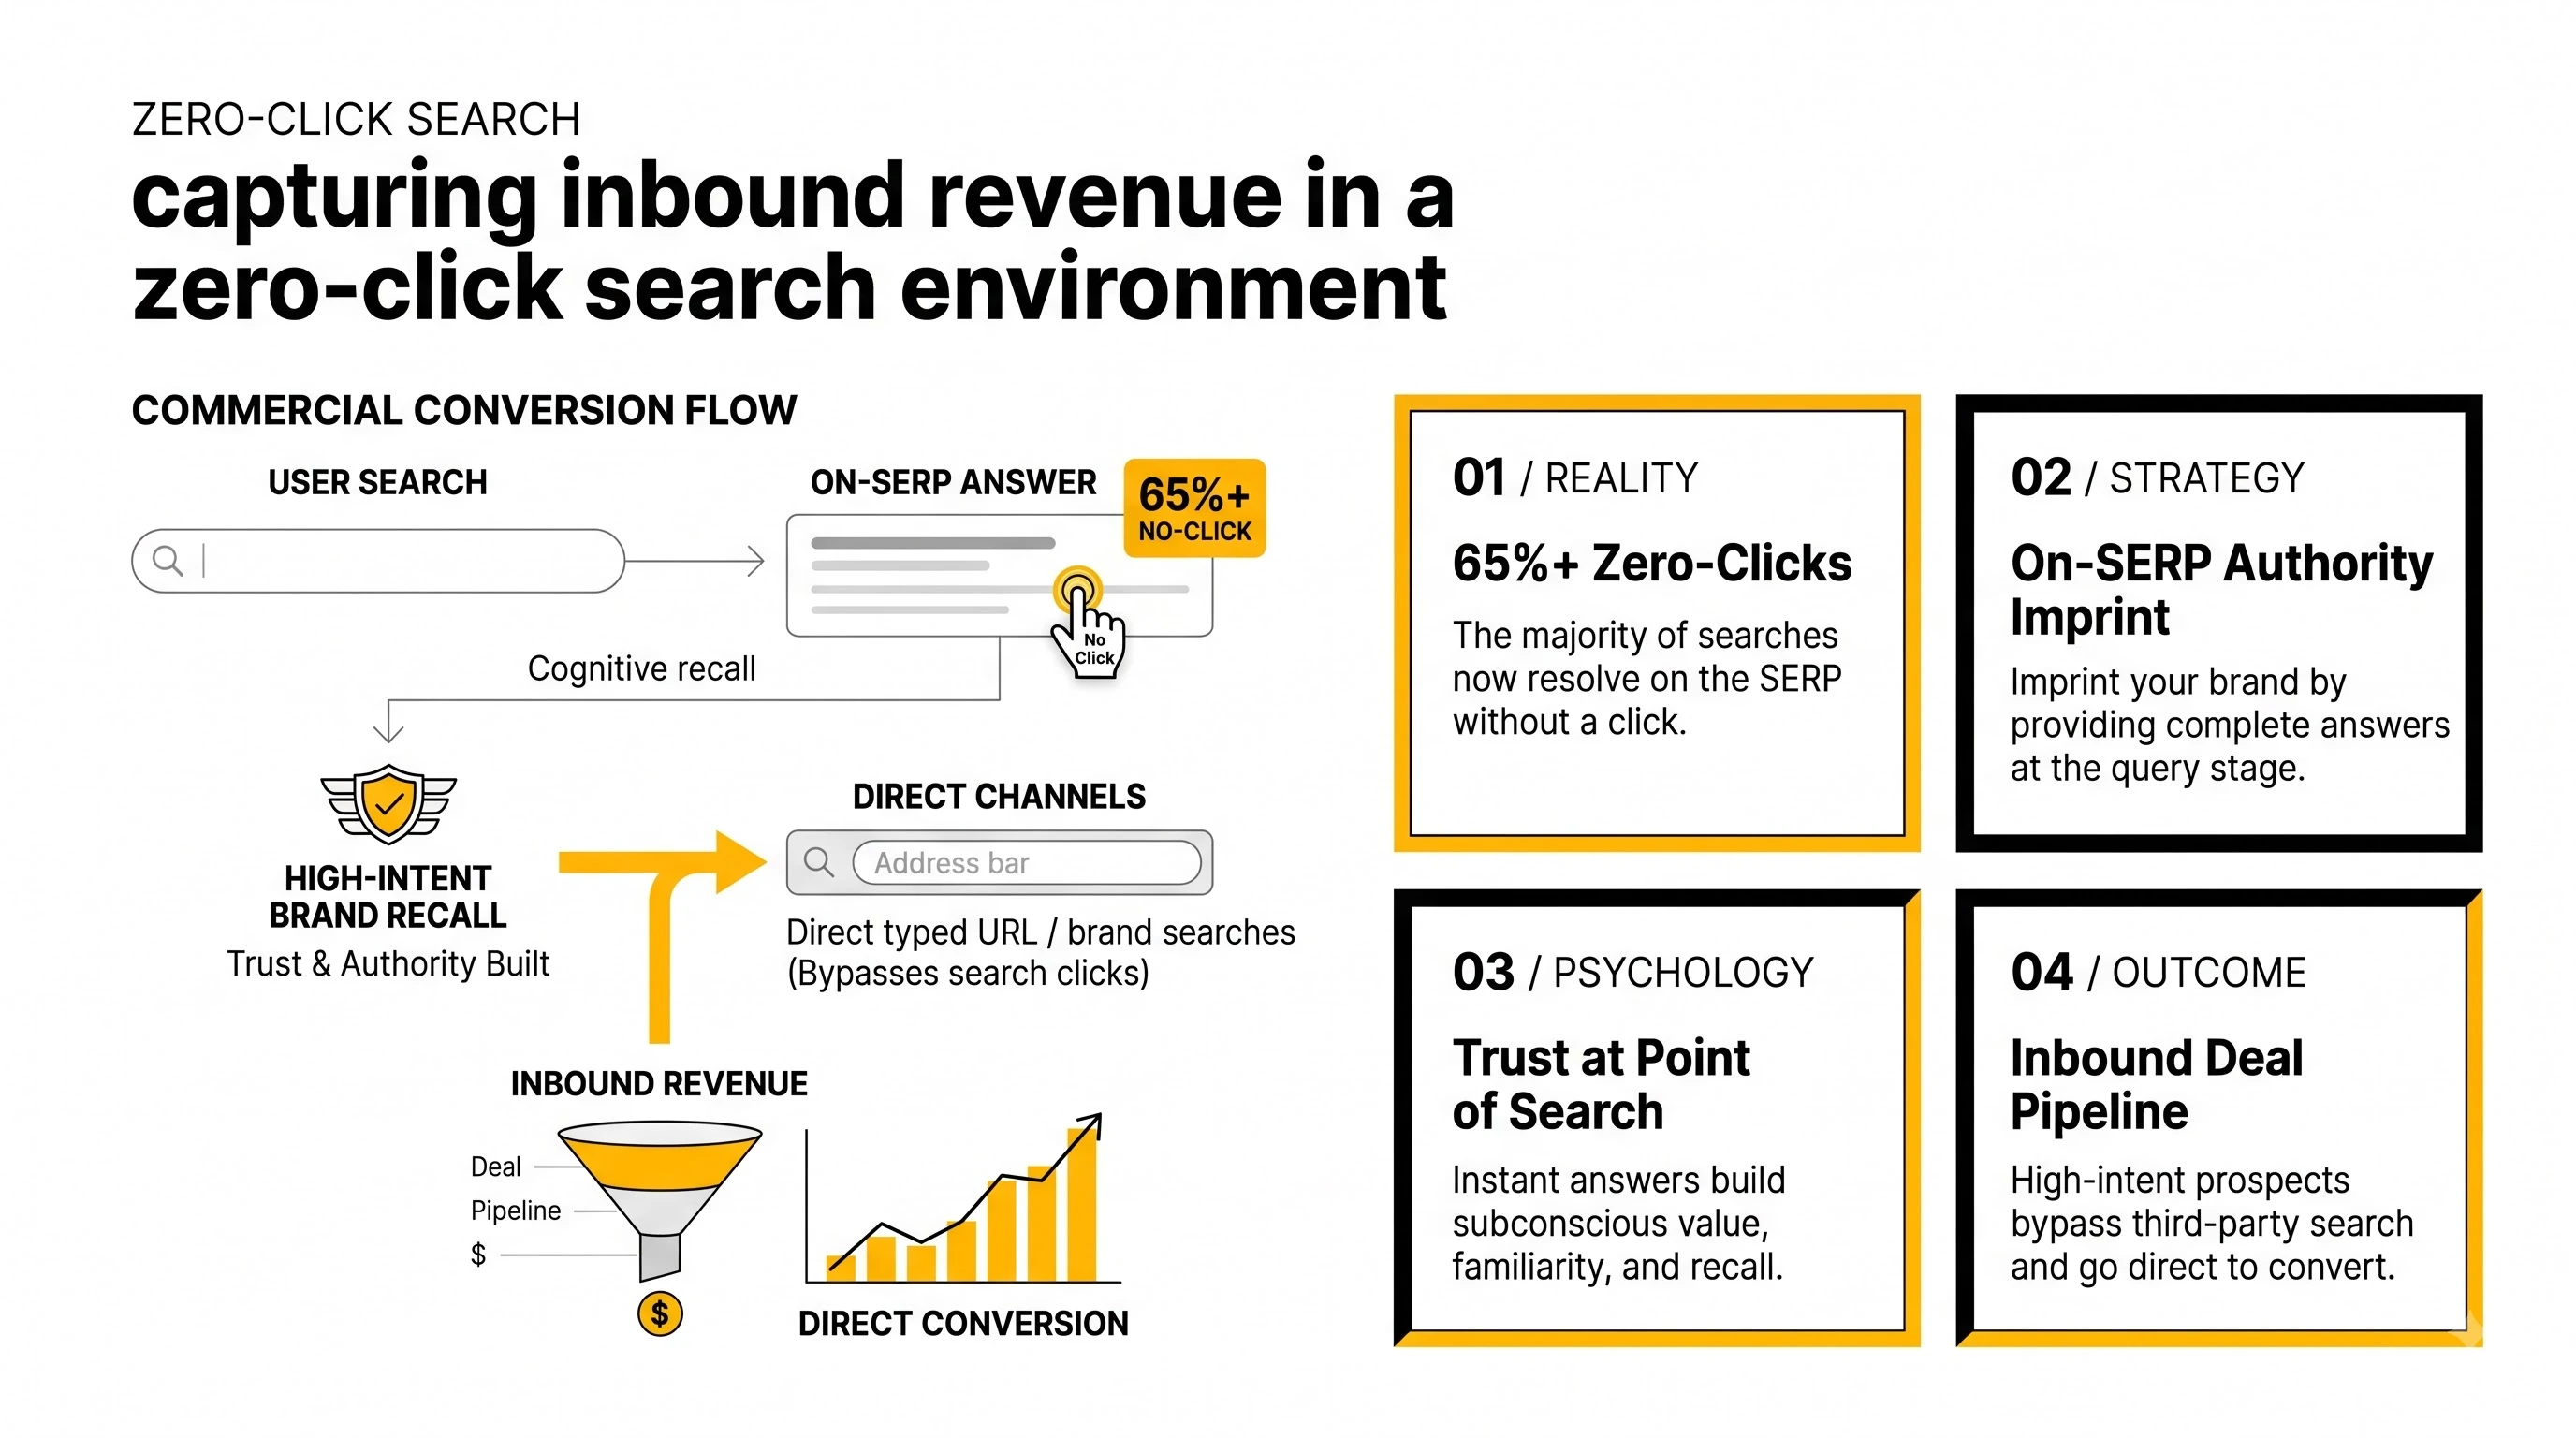 ZERO-CLICK SEARCH
capturing inbound revenue in a
zero-click search environment
COMMERCIAL CONVERSION FLOW
USER SEARCH
ON-SERP ANSWER
65%+
NO-CLICK
No
Click
Cognitive recall
HIGH-INTENT
BRAND RECALL
Trust & Authority Built
DIRECT CHANNELS
Address bar
Direct typed URL / brand searches
(Bypasses search clicks)
INBOUND REVENUE
Deal
Pipeline
$
$
DIRECT CONVERSION
01 / REALITY
65%+ Zero-Clicks
The majority of searches
now resolve on the SERP
without a click.
02 / STRATEGY
On-SERP Authority
Imprint
Imprint your brand by
providing complete answers
at the query stage.
03 / PSYCHOLOGY
Trust at Point
of Search
Instant answers build
subconscious value,
familiarity, and recall.
04 / OUTCOME
Inbound Deal
Pipeline
High-intent prospects
bypass third-party search
and go direct to convert.